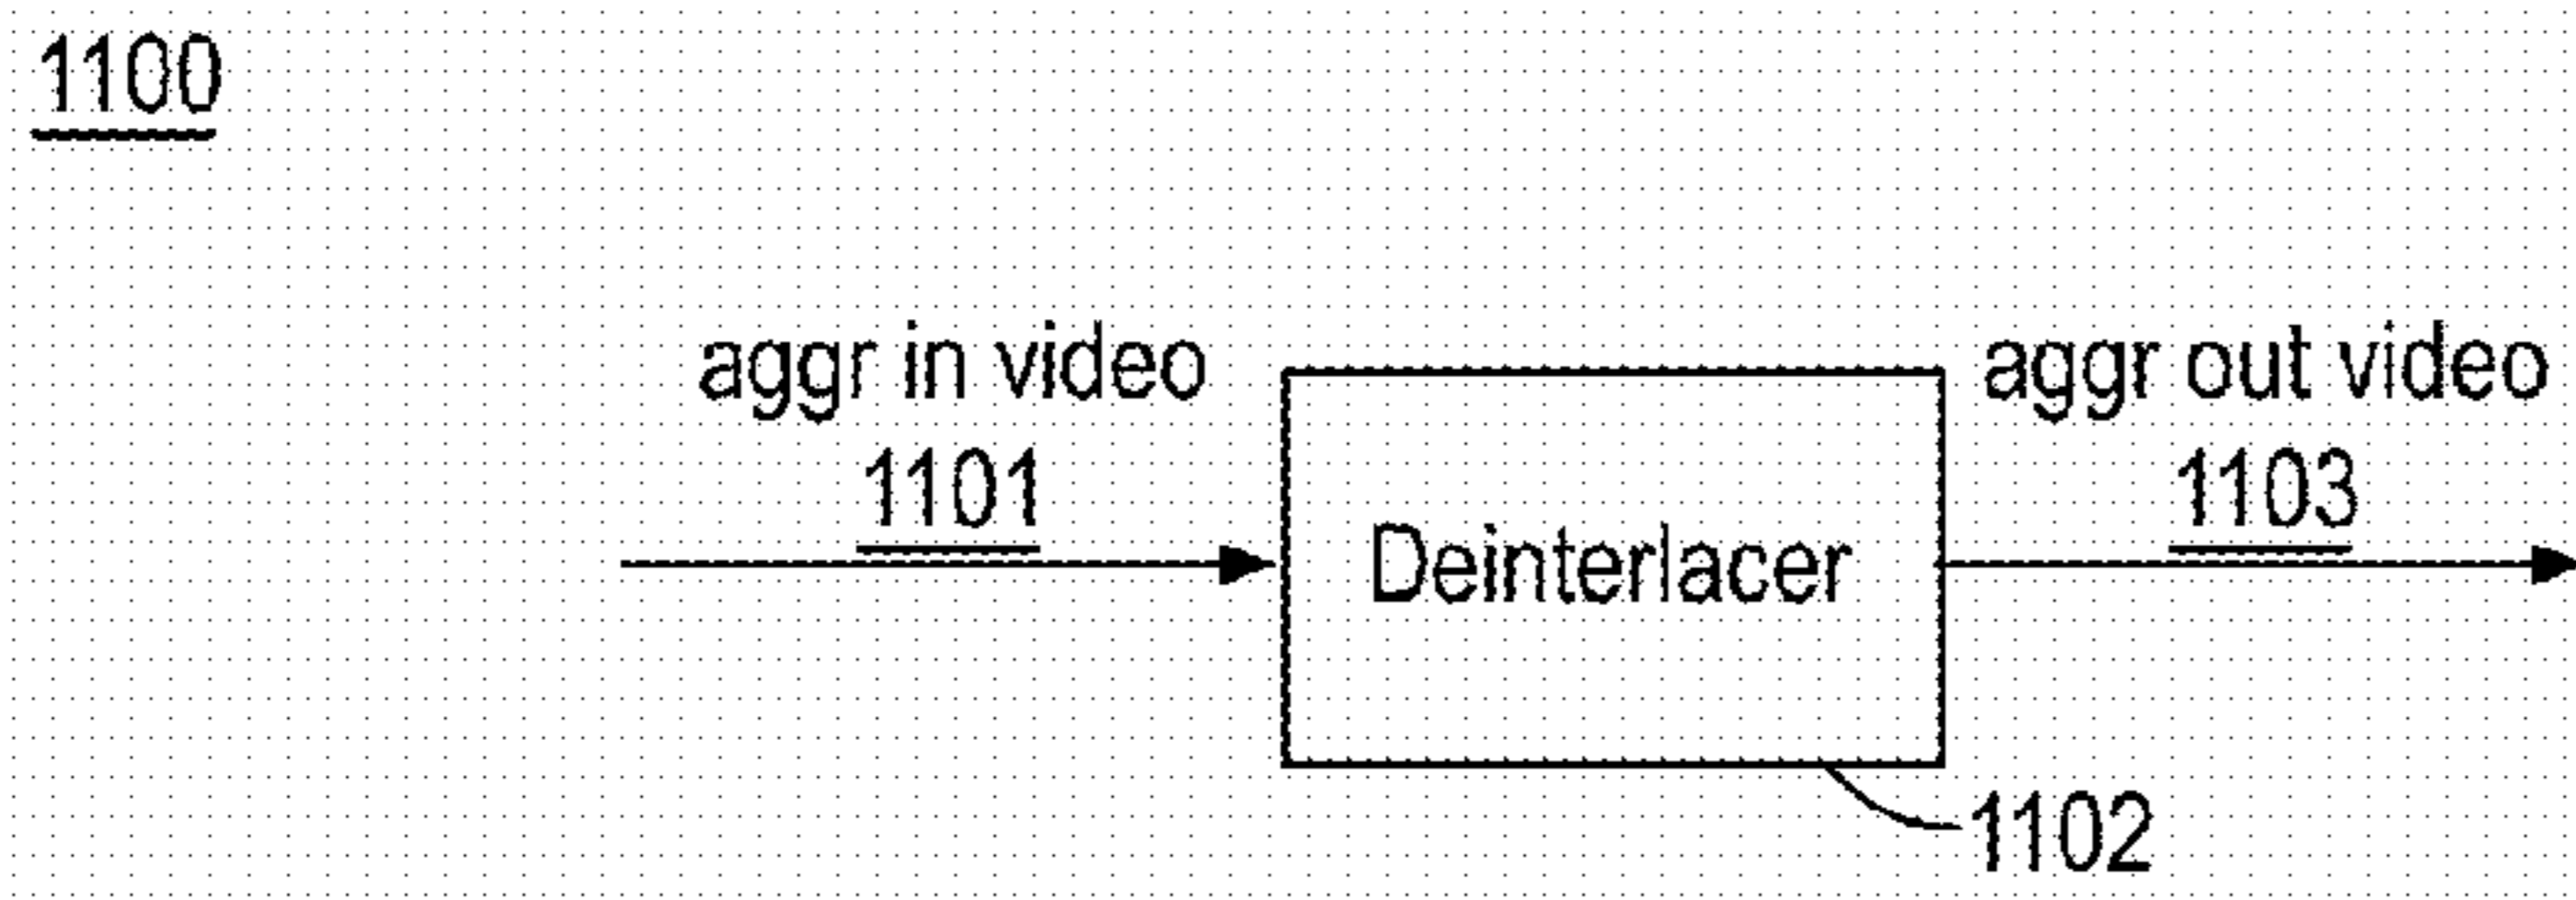 1100
aggr in video
1101
Deinterlacer
aggr out video
1103
1102